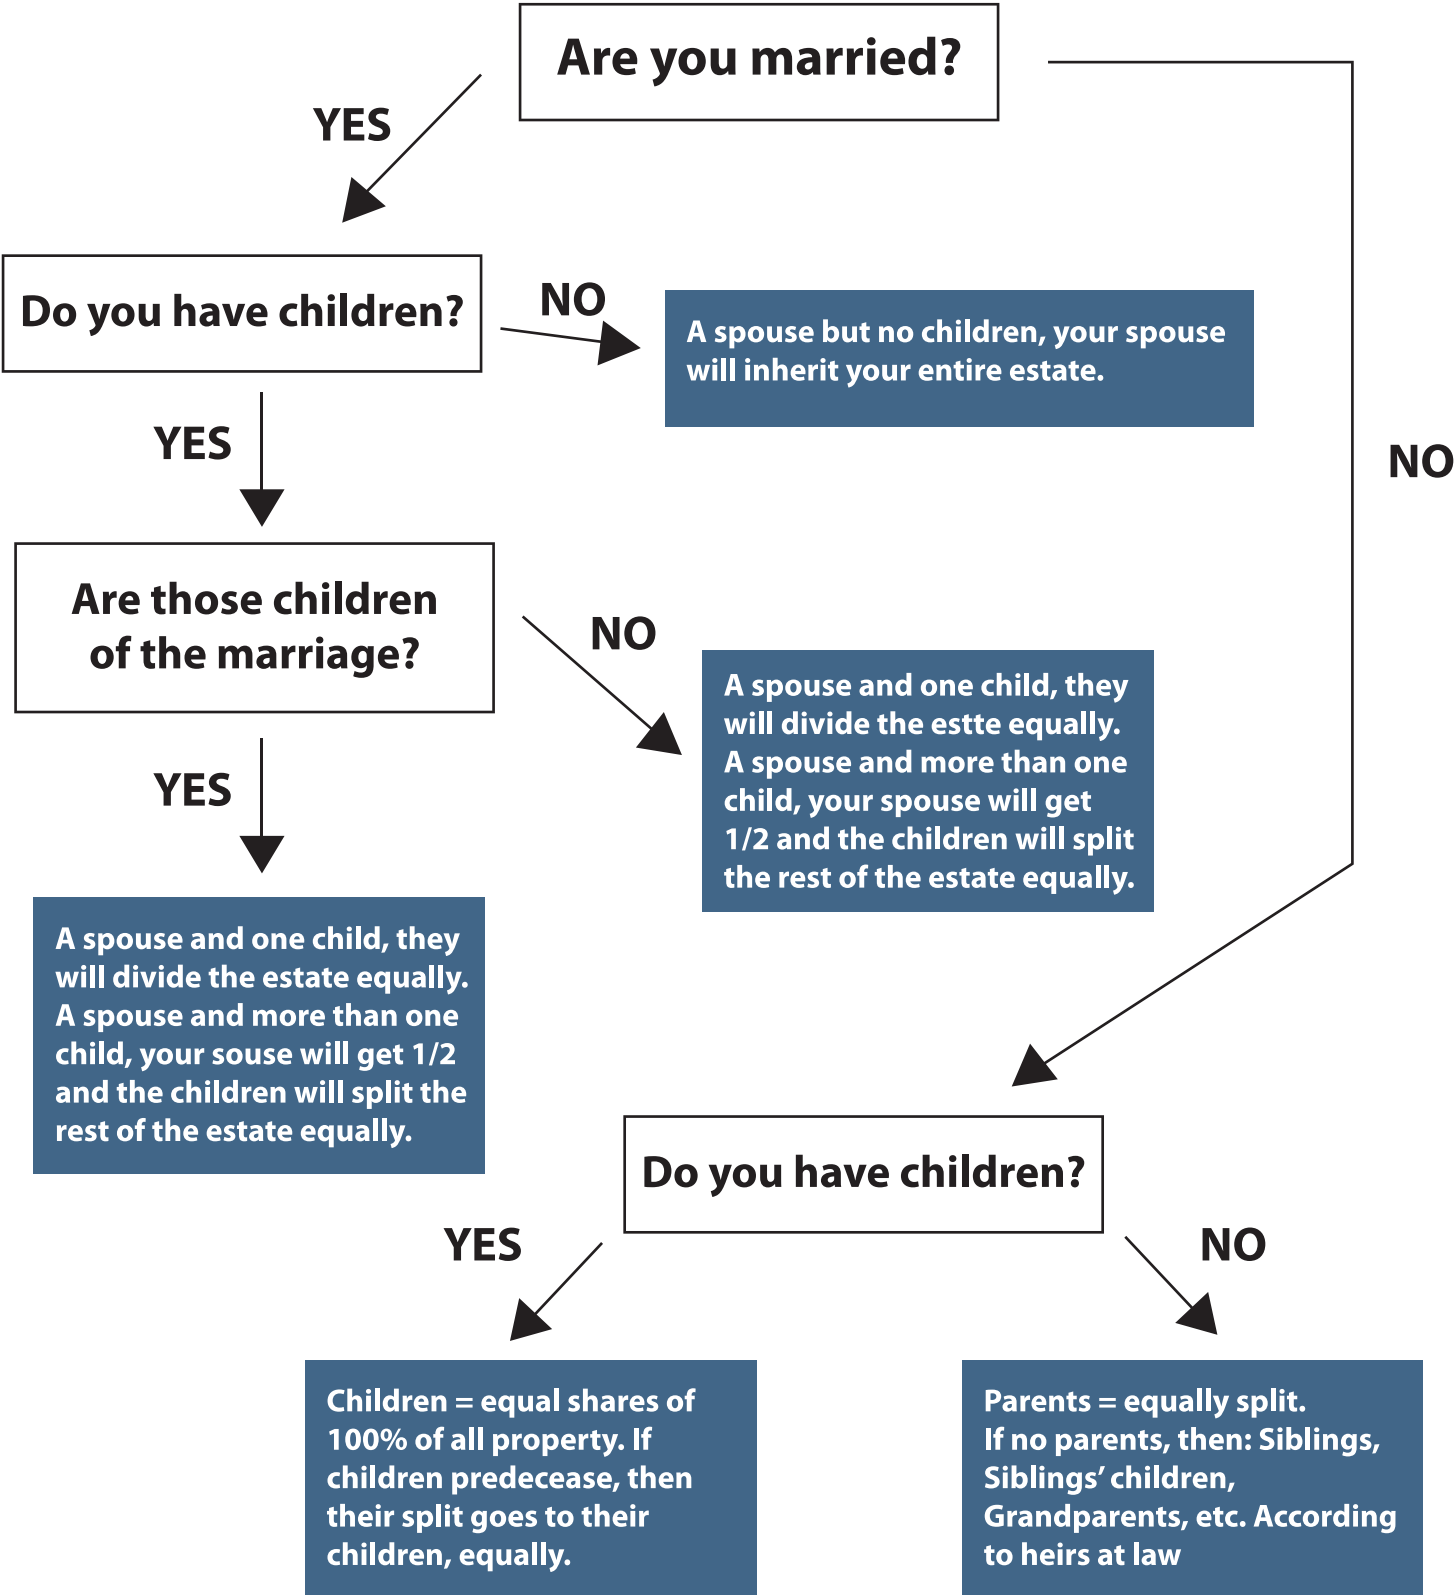 Are you married?
YES
Do you have children?
NO
A spouse but no children, your spouse
will inherit your entire estate.
NO
YES
Are those children
of the marriage?
NO
A spouse and one child, they
will divide the estte equally.
A spouse and more than one
child, your spouse will get
1/2 and the children will split
the rest of the estate equally.
YES
A spouse and one child, they
will divide the estate equally.
A spouse and more than one
child, your souse will get 1/2
and the children will split the
rest of the estate equally.
Do you have children?
YES
NO
Children = equal shares of
100% of all property. If
children predecease, then
their split goes to their
children, equally.
Parents = equally split.
If no parents, then: Siblings,
Siblings’ children,
Grandparents, etc. According
to heirs at law